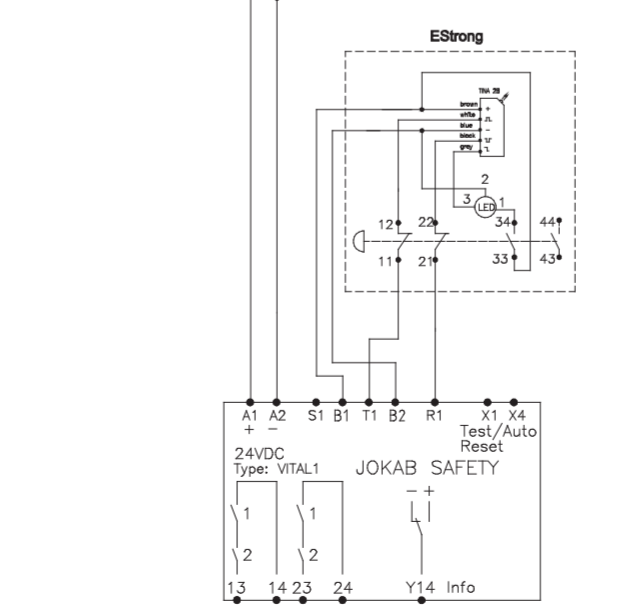 EStrong
TINA 2B
brown +
white
blue −
black
grey
2
3 LED 1
12 22 34 44
11 21 33 43
A1 A2 S1 B1 T1 B2 R1 X1 X4
+ −
Test/Auto
Reset
24VDC
Type: VITAL1
JOKAB SAFETY
− +
1 1
2 2
13 14 23 24 Y14 Info